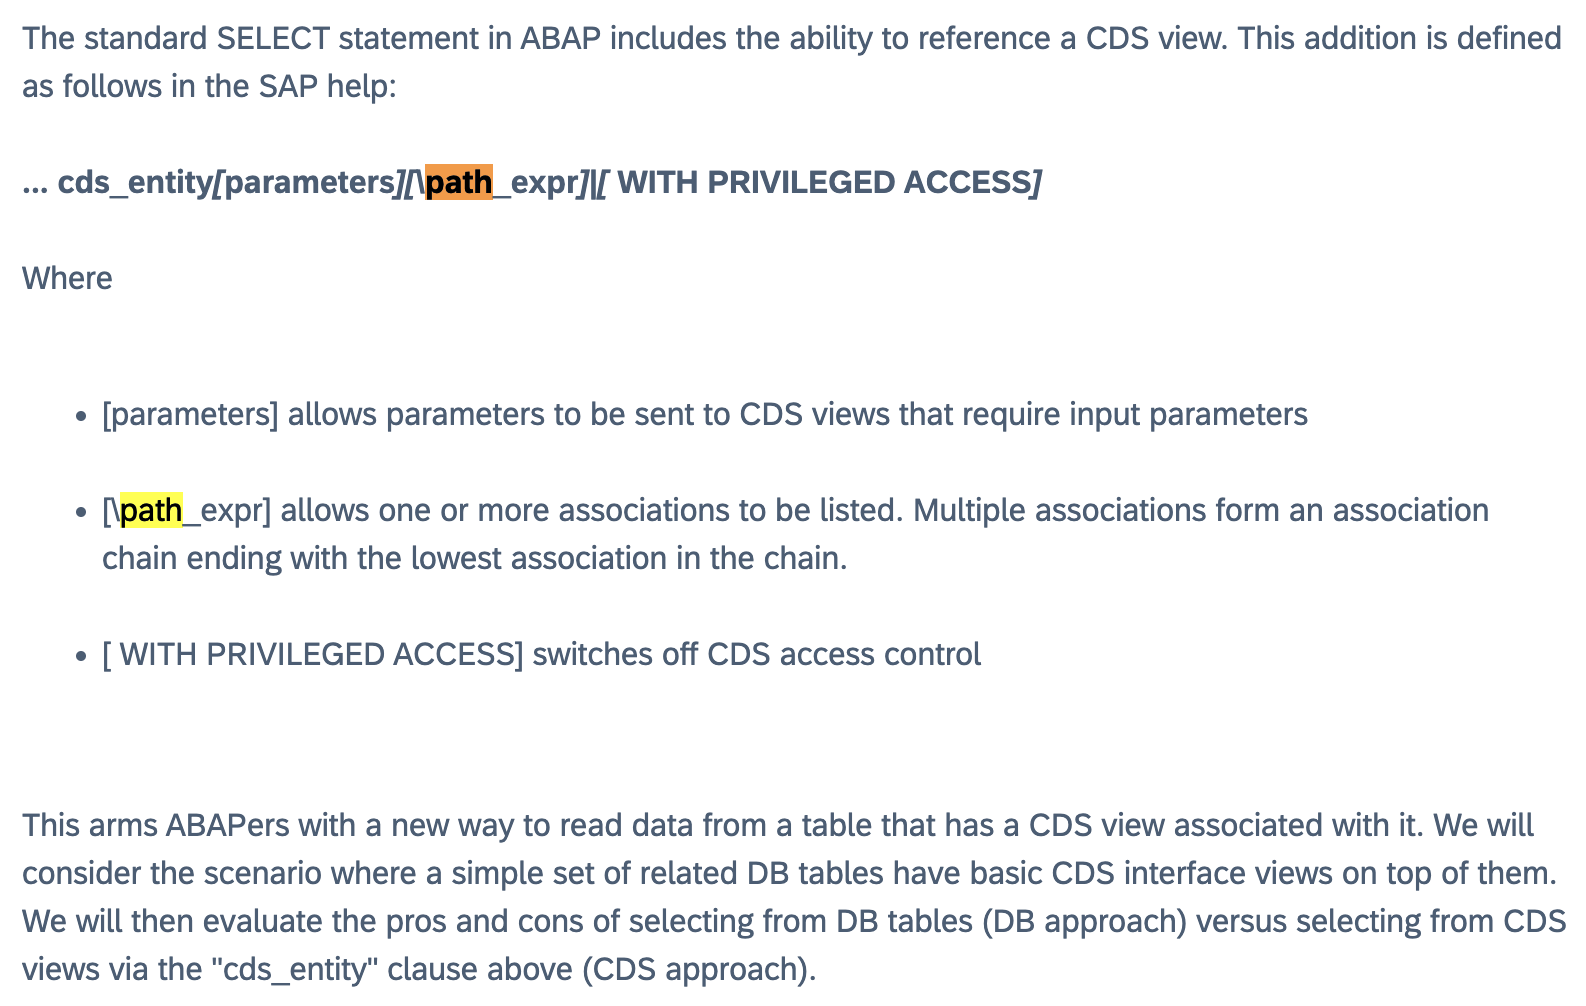 The standard SELECT statement in ABAP includes the ability to reference a CDS view. This addition is defined
as follows in the SAP help:
... cds_entity[parameters][\path_expr]|[ WITH PRIVILEGED ACCESS]
Where
• [parameters] allows parameters to be sent to CDS views that require input parameters
• [\path_expr] allows one or more associations to be listed. Multiple associations form an association
chain ending with the lowest association in the chain.
• [ WITH PRIVILEGED ACCESS] switches off CDS access control
This arms ABAPers with a new way to read data from a table that has a CDS view associated with it. We will
consider the scenario where a simple set of related DB tables have basic CDS interface views on top of them.
We will then evaluate the pros and cons of selecting from DB tables (DB approach) versus selecting from CDS
views via the "cds_entity" clause above (CDS approach).